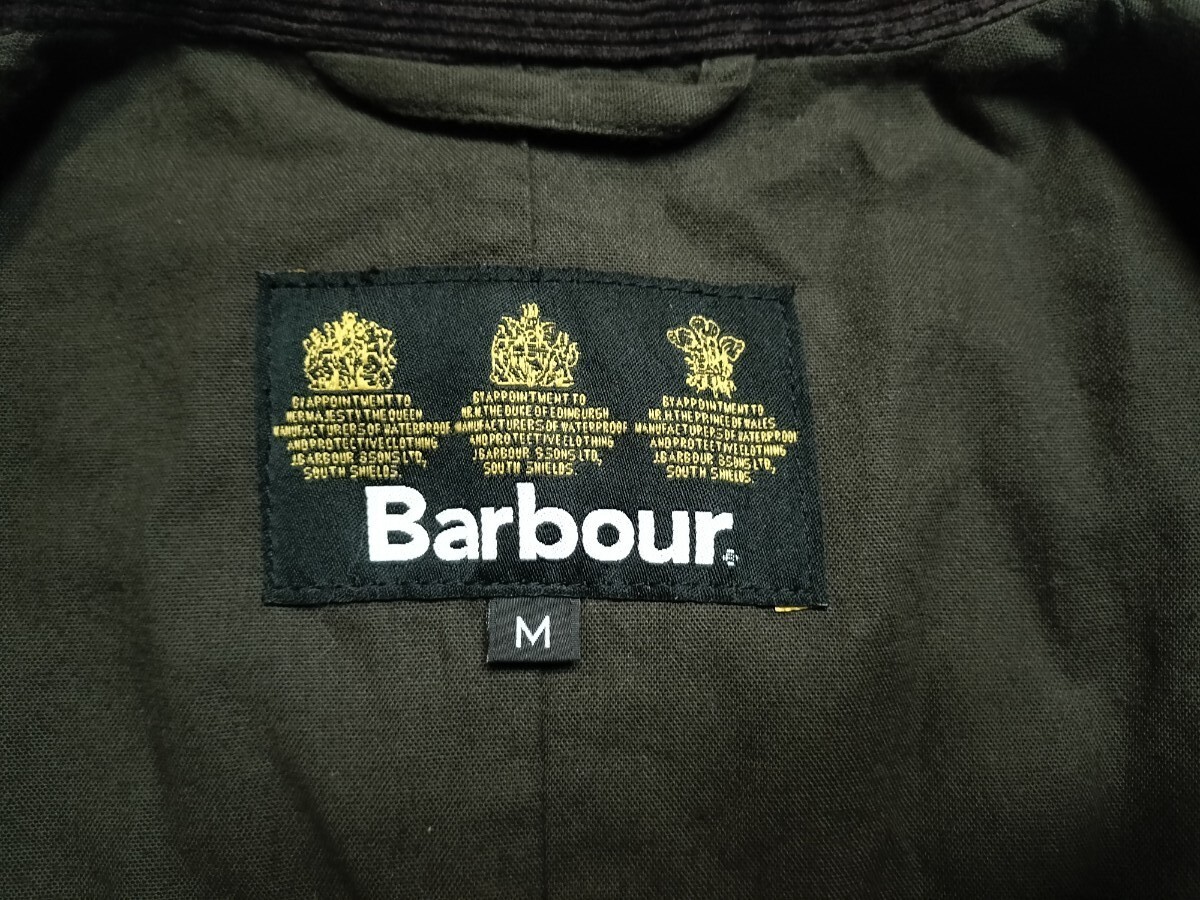 BY APPOINTMENT TO
HER MAJESTY THE QUEEN
MANUFACTURERS OF WATERPROOF
AND PROTECTIVE CLOTHING
J.BARBOUR & SONS LTD,
SOUTH SHIELDS.
BY APPOINTMENT TO
H.R.H. THE DUKE OF EDINBURGH
MANUFACTURERS OF WATERPROOF
AND PROTECTIVE CLOTHING
J.BARBOUR & SONS LTD,
SOUTH SHIELDS.
BY APPOINTMENT TO
H.R.H. THE PRINCE OF WALES
MANUFACTURERS OF WATERPROOF
AND PROTECTIVE CLOTHING
J.BARBOUR & SONS LTD,
SOUTH SHIELDS.
Barbour
M